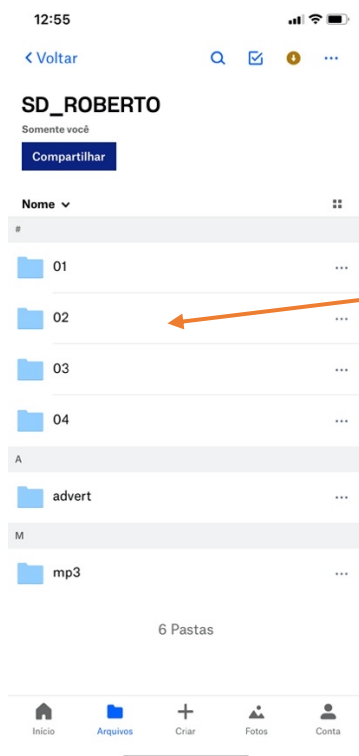 12:55
Voltar
SD_ROBERTO
Somente você
Compartilhar
Nome
#
01
02
03
04
A
advert
M
mp3
6 Pastas
Início Arquivos Criar Fotos Conta